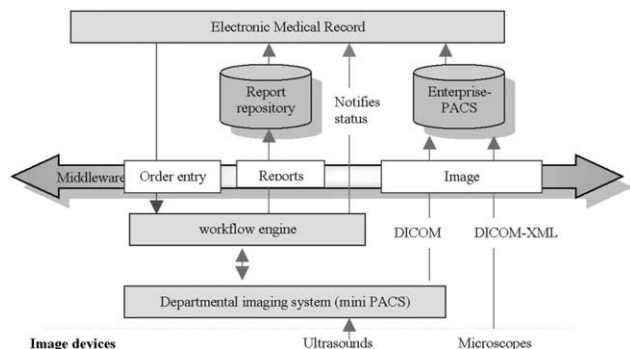 Electronic Medical Record
Report
repository
Notifies
status
Enterprise-
PACS
Middleware
Order entry
Reports
Image
workflow engine
DICOM
DICOM-XML
Departmental imaging system (mini PACS)
Image devices
Ultrasounds
Microscopes